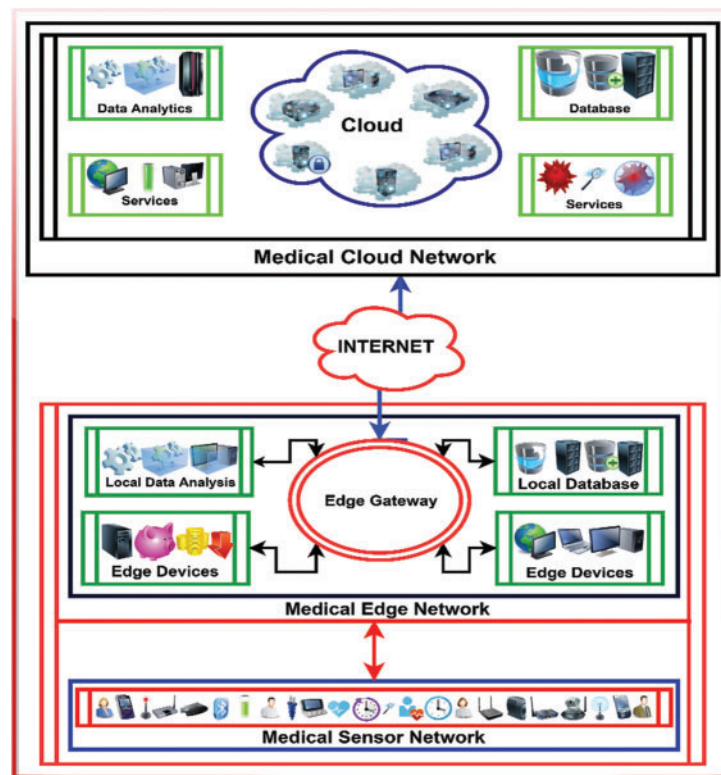 Data Analytics
Cloud
Database
Services
Services
Medical Cloud Network
INTERNET
Local Data Analysis
Edge Gateway
Local Database
Edge Devices
Edge Devices
Medical Edge Network
Medical Sensor Network